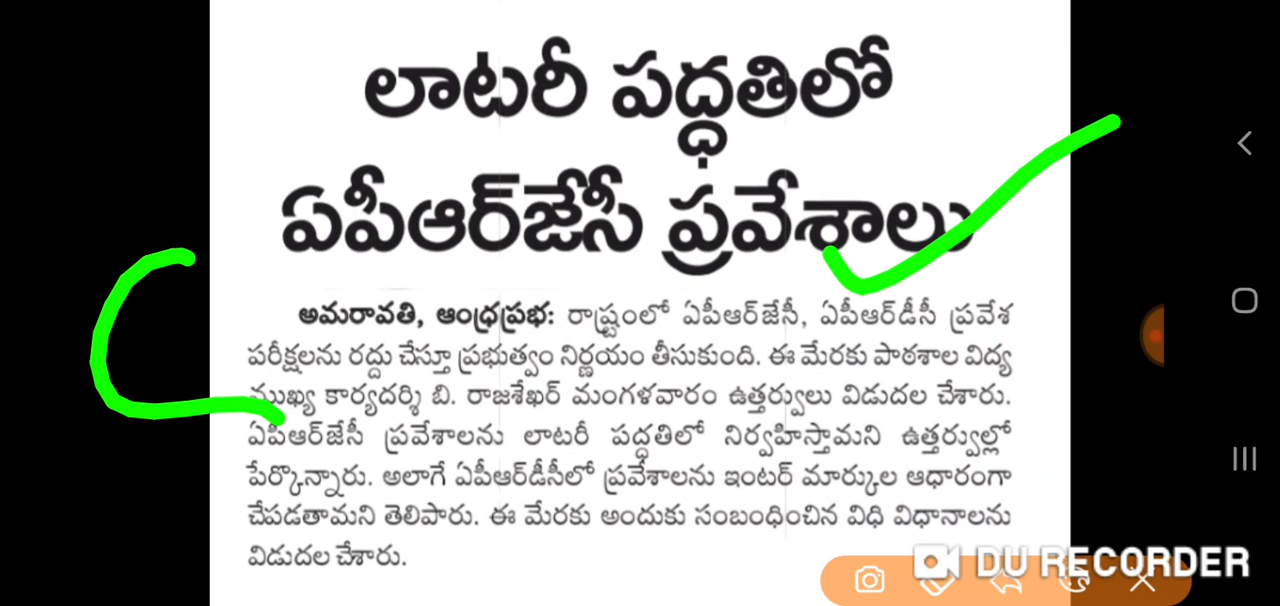 లాటరీ పద్ధతిలో
ఏపీఆర్‌జేసీ ప్రవేశాలు
అమరావతి, ఆంధ్రప్రభ: రాష్ట్రంలో ఏపీఆర్‌జేసీ, ఏపీఆర్‌డీసీ ప్రవేశ
పరీక్షలను రద్దు చేస్తూ ప్రభుత్వం నిర్ణయం తీసుకుంది. ఈ మేరకు పాఠశాల విద్య
ముఖ్య కార్యదర్శి బి. రాజశేఖర్ మంగళవారం ఉత్తర్వులు విడుదల చేశారు.
ఏపీఆర్‌జేసీ ప్రవేశాలను లాటరీ పద్ధతిలో నిర్వహిస్తామని ఉత్తర్వుల్లో
పేర్కొన్నారు. అలాగే ఏపీఆర్‌డీసీలో ప్రవేశాలను ఇంటర్ మార్కుల ఆధారంగా
చేపడతామని తెలిపారు. ఈ మేరకు అందుకు సంబంధించిన విధి విధానాలను
విడుదల చేశారు.
DU RECORDER